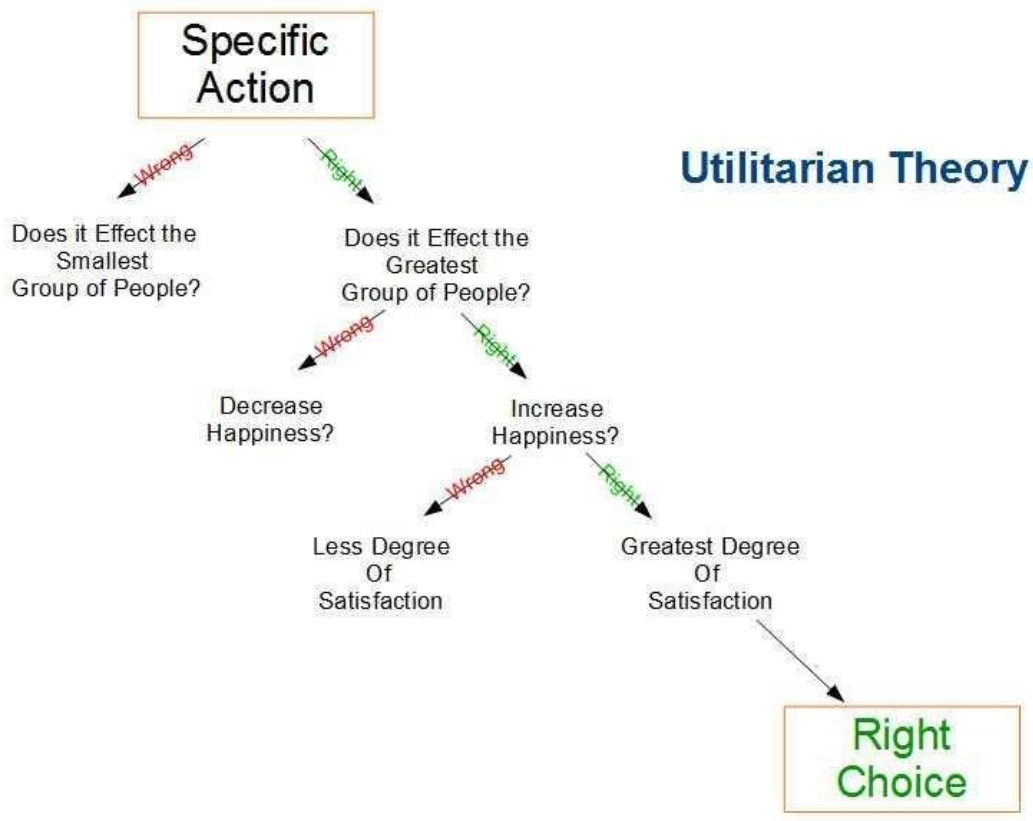 Specific
Action
Utilitarian Theory
Wrong
Right
Does it Effect the
Smallest
Group of People?
Does it Effect the
Greatest
Group of People?
Wrong
Right
Decrease
Happiness?
Increase
Happiness?
Wrong
Right
Less Degree
Of
Satisfaction
Greatest Degree
Of
Satisfaction
Right
Choice